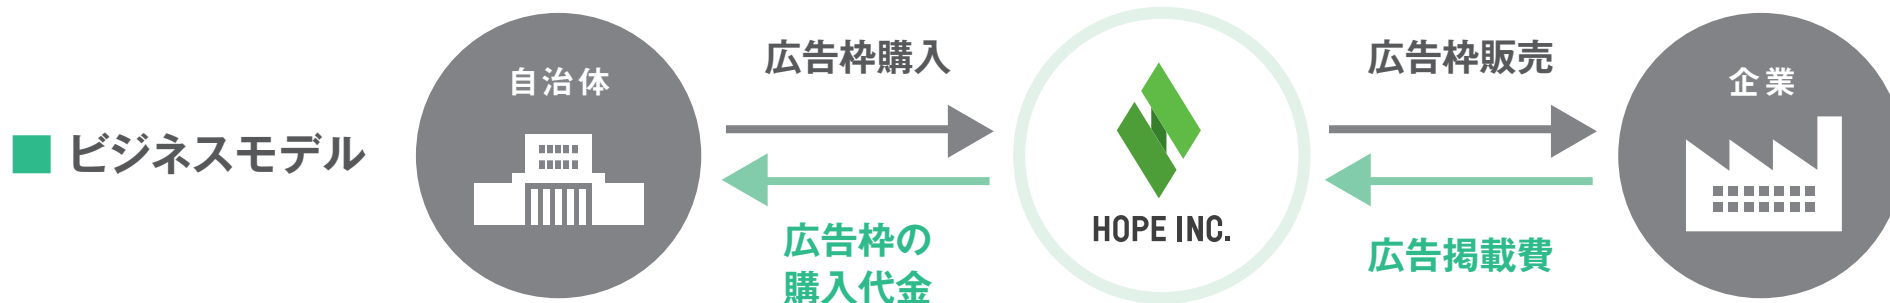 ■ ビジネスモデル
自治体
広告枠購入
広告枠の
購入代金
HOPE INC.
広告枠販売
広告掲載費
企業